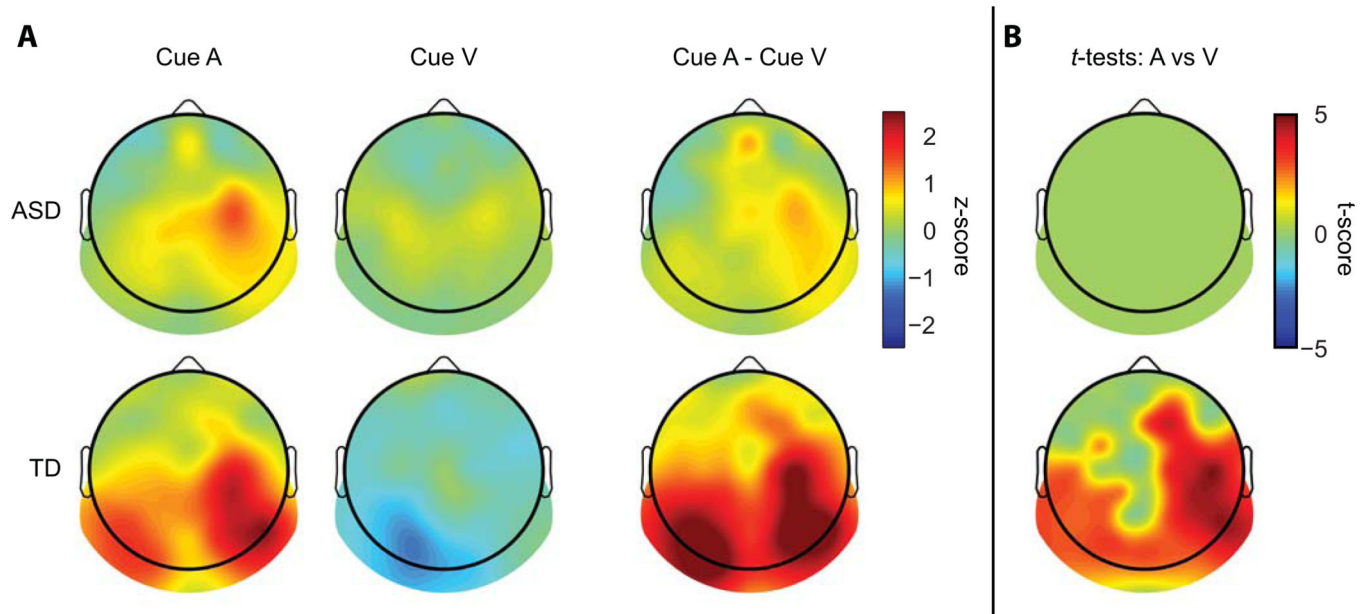 A
B
Cue A
Cue V
Cue A - Cue V
t-tests: A vs V
ASD
TD
2
1
0
−1
−2
z-score
5
0
−5
t-score